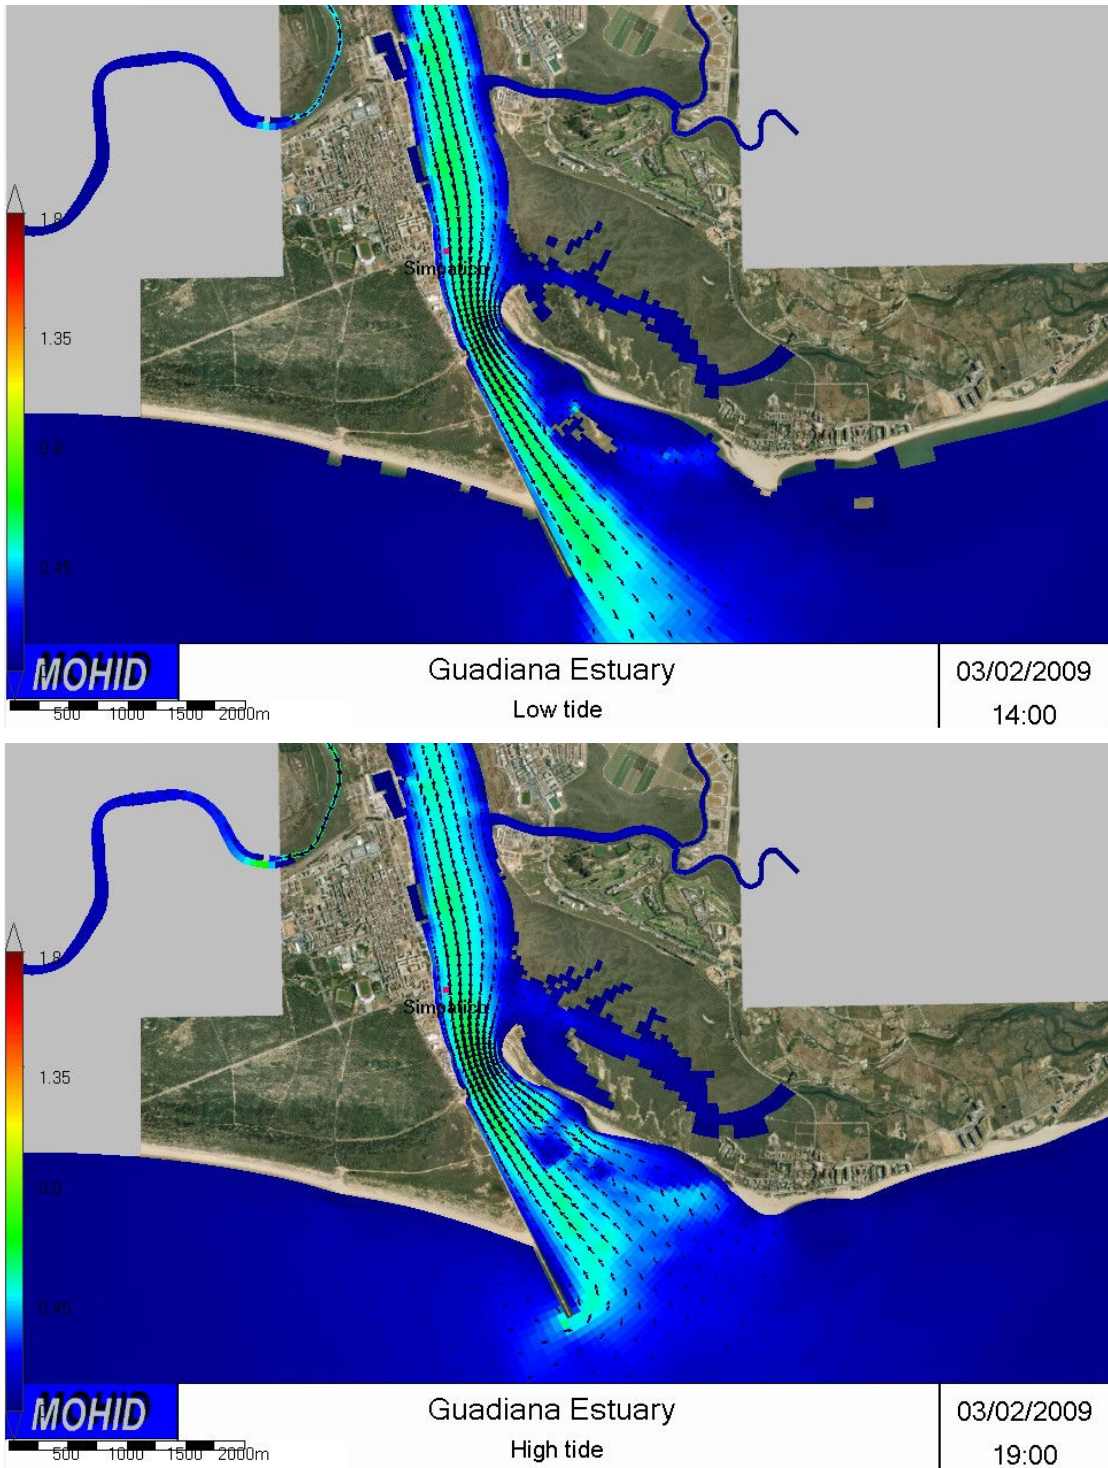 Simpatico
1.8
1.35
0.9
0.45
MOHID
Guadiana Estuary
Low tide
03/02/2009
14:00
500 1000 1500 2000m
Simpatico
1.8
1.35
0.9
0.45
MOHID
Guadiana Estuary
High tide
03/02/2009
19:00
500 1000 1500 2000m